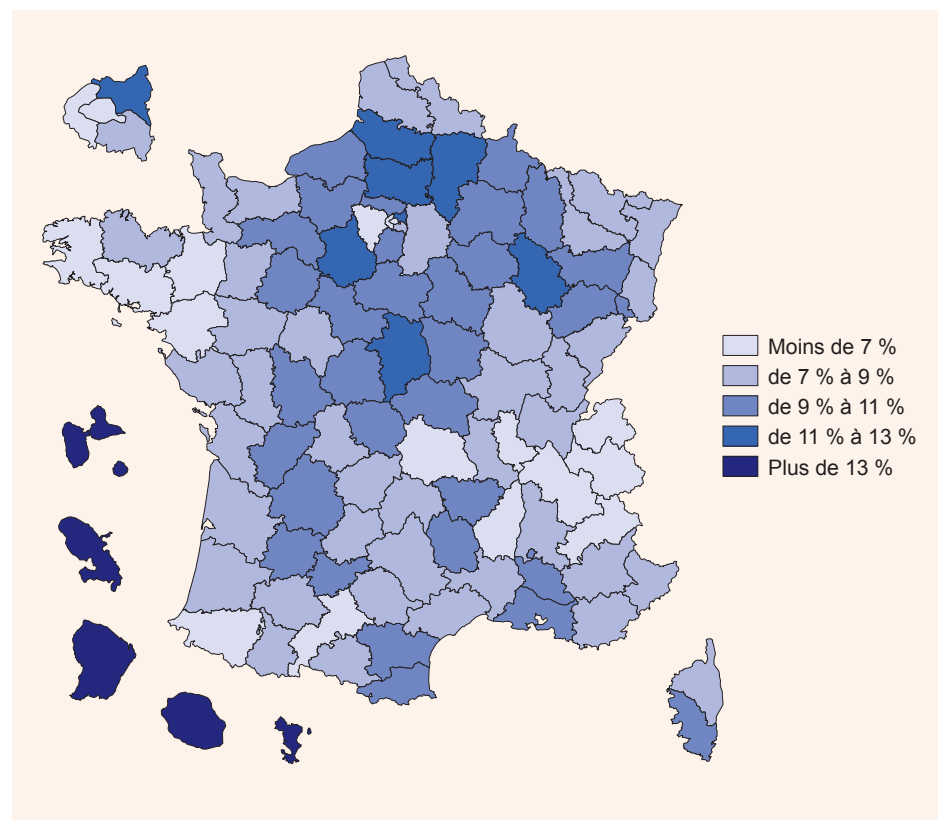 Moins de 7 %
de 7 % à 9 %
de 9 % à 11 %
de 11 % à 13 %
Plus de 13 %